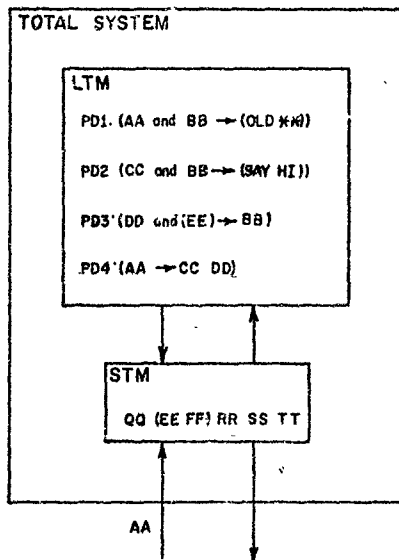 TOTAL SYSTEM
LTM
PD1. (AA and BB → (OLD **))
PD2 (CC and BB → (SAY HI))
PD3' (DD and (EE) → BB)
PD4' (AA → CC DD)
STM
QQ (EE FF) RR SS TT
AA